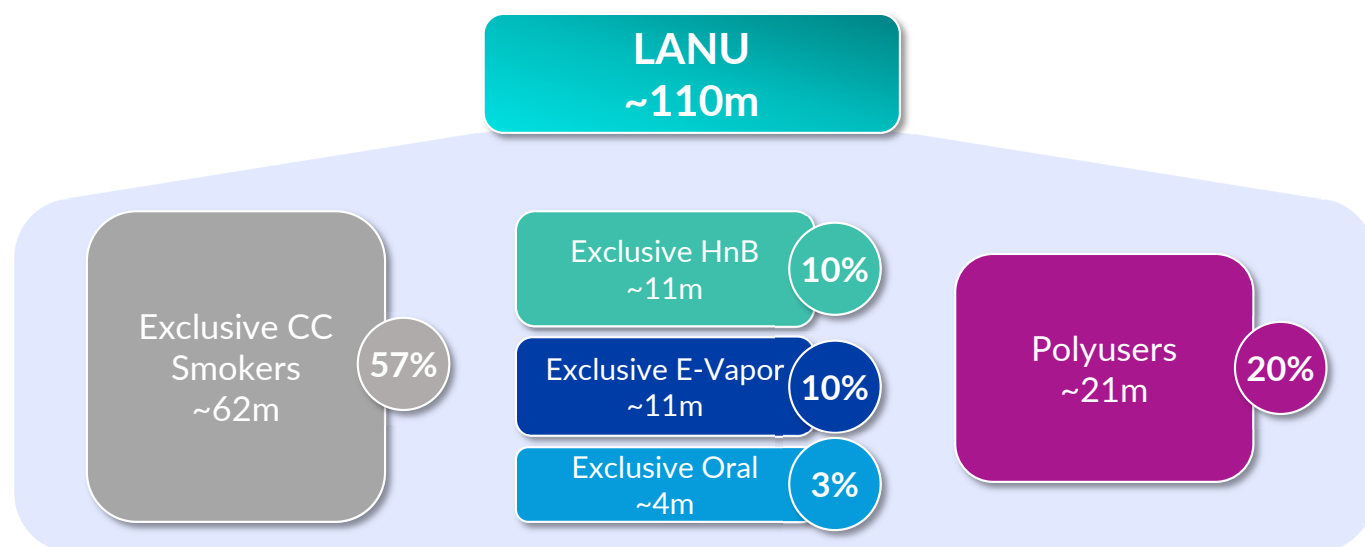 LANU
~110m
Exclusive CC
Smokers
~62m
57%
Exclusive HnB
~11m
10%
Exclusive E-Vapor
~11m
10%
Exclusive Oral
~4m
3%
Polyusers
~21m
20%